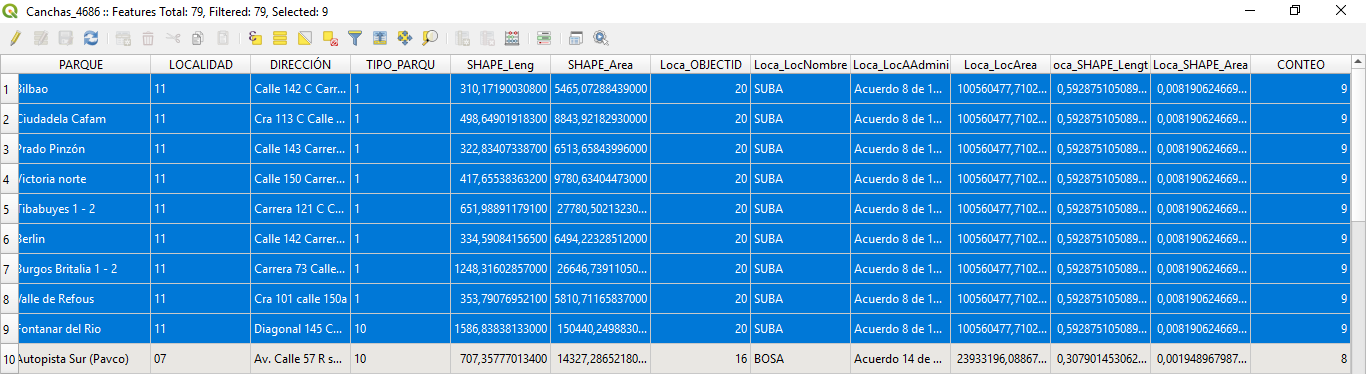 Canchas_4686 :: Features Total: 79, Filtered: 79, Selected: 9
PARQUE LOCALIDAD DIRECCIÓN TIPO_PARQU SHAPE_Leng SHAPE_Area Loca_OBJECTID Loca_LocNombre Loca_LocAAdmini Loca_LocArea oca_SHAPE_Lengt Loca_SHAPE_Area CONTEO
1 Bilbao 11 Calle 142 C Carr... 1 310,17190030800 5465,07288439000 20 SUBA Acuerdo 8 de 1... 100560477,7102... 0,592875105089... 0,008190624669... 9
2 Ciudadela Cafam 11 Cra 113 C Calle ... 1 498,64901918300 8843,92182930000 20 SUBA Acuerdo 8 de 1... 100560477,7102... 0,592875105089... 0,008190624669... 9
3 Prado Pinzón 11 Calle 143 Carrer... 1 322,83407338700 6513,65843996000 20 SUBA Acuerdo 8 de 1... 100560477,7102... 0,592875105089... 0,008190624669... 9
4 Victoria norte 11 Calle 150 Carrer... 1 417,65538363200 9780,63404473000 20 SUBA Acuerdo 8 de 1... 100560477,7102... 0,592875105089... 0,008190624669... 9
5 Tibabuyes 1 - 2 11 Carrera 121 C C... 1 651,98891179100 27780,50213230... 20 SUBA Acuerdo 8 de 1... 100560477,7102... 0,592875105089... 0,008190624669... 9
6 Berlin 11 Calle 142 Carrer... 1 334,59084156500 6494,22328512000 20 SUBA Acuerdo 8 de 1... 100560477,7102... 0,592875105089... 0,008190624669... 9
7 Burgos Britalia 1 - 2 11 Carrera 73 Calle... 1 1248,31602857000 26646,73911050... 20 SUBA Acuerdo 8 de 1... 100560477,7102... 0,592875105089... 0,008190624669... 9
8 Valle de Refous 11 Cra 101 calle 150a 1 353,79076952100 5810,71165837000 20 SUBA Acuerdo 8 de 1... 100560477,7102... 0,592875105089... 0,008190624669... 9
9 Fontanar del Rio 11 Diagonal 145 C... 10 1586,83838133000 150440,2498830... 20 SUBA Acuerdo 8 de 1... 100560477,7102... 0,592875105089... 0,008190624669... 9
10 Autopista Sur (Pavco) 07 Av. Calle 57 R s... 10 707,35777013400 14327,28652180... 16 BOSA Acuerdo 14 de ... 23933196,08867... 0,307901453062... 0,001948967987... 8